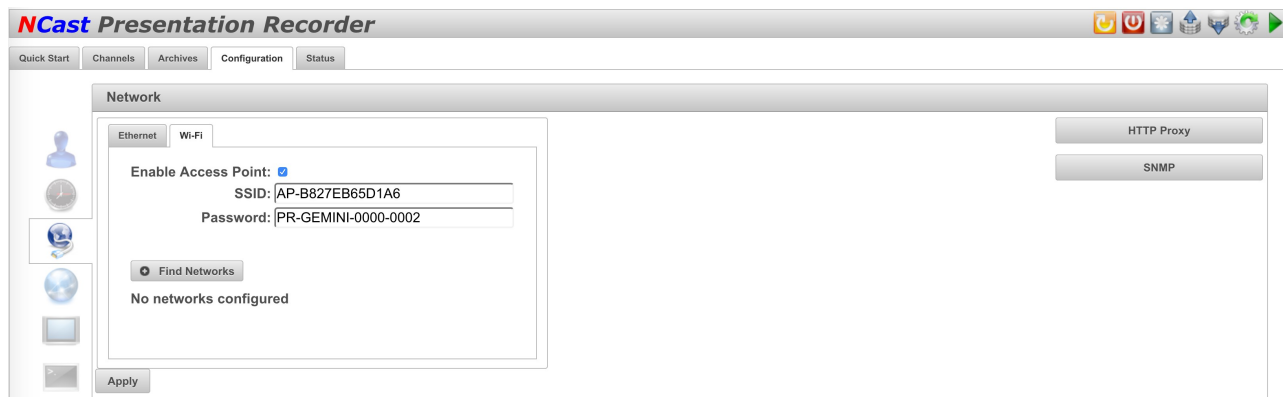 NCast Presentation Recorder
Quick Start Channels Archives Configuration Status
Network
Ethernet Wi-Fi
HTTP Proxy
SNMP
Enable Access Point:
SSID: AP-B827EB65D1A6
Password: PR-GEMINI-0000-0002
Find Networks
No networks configured
Apply